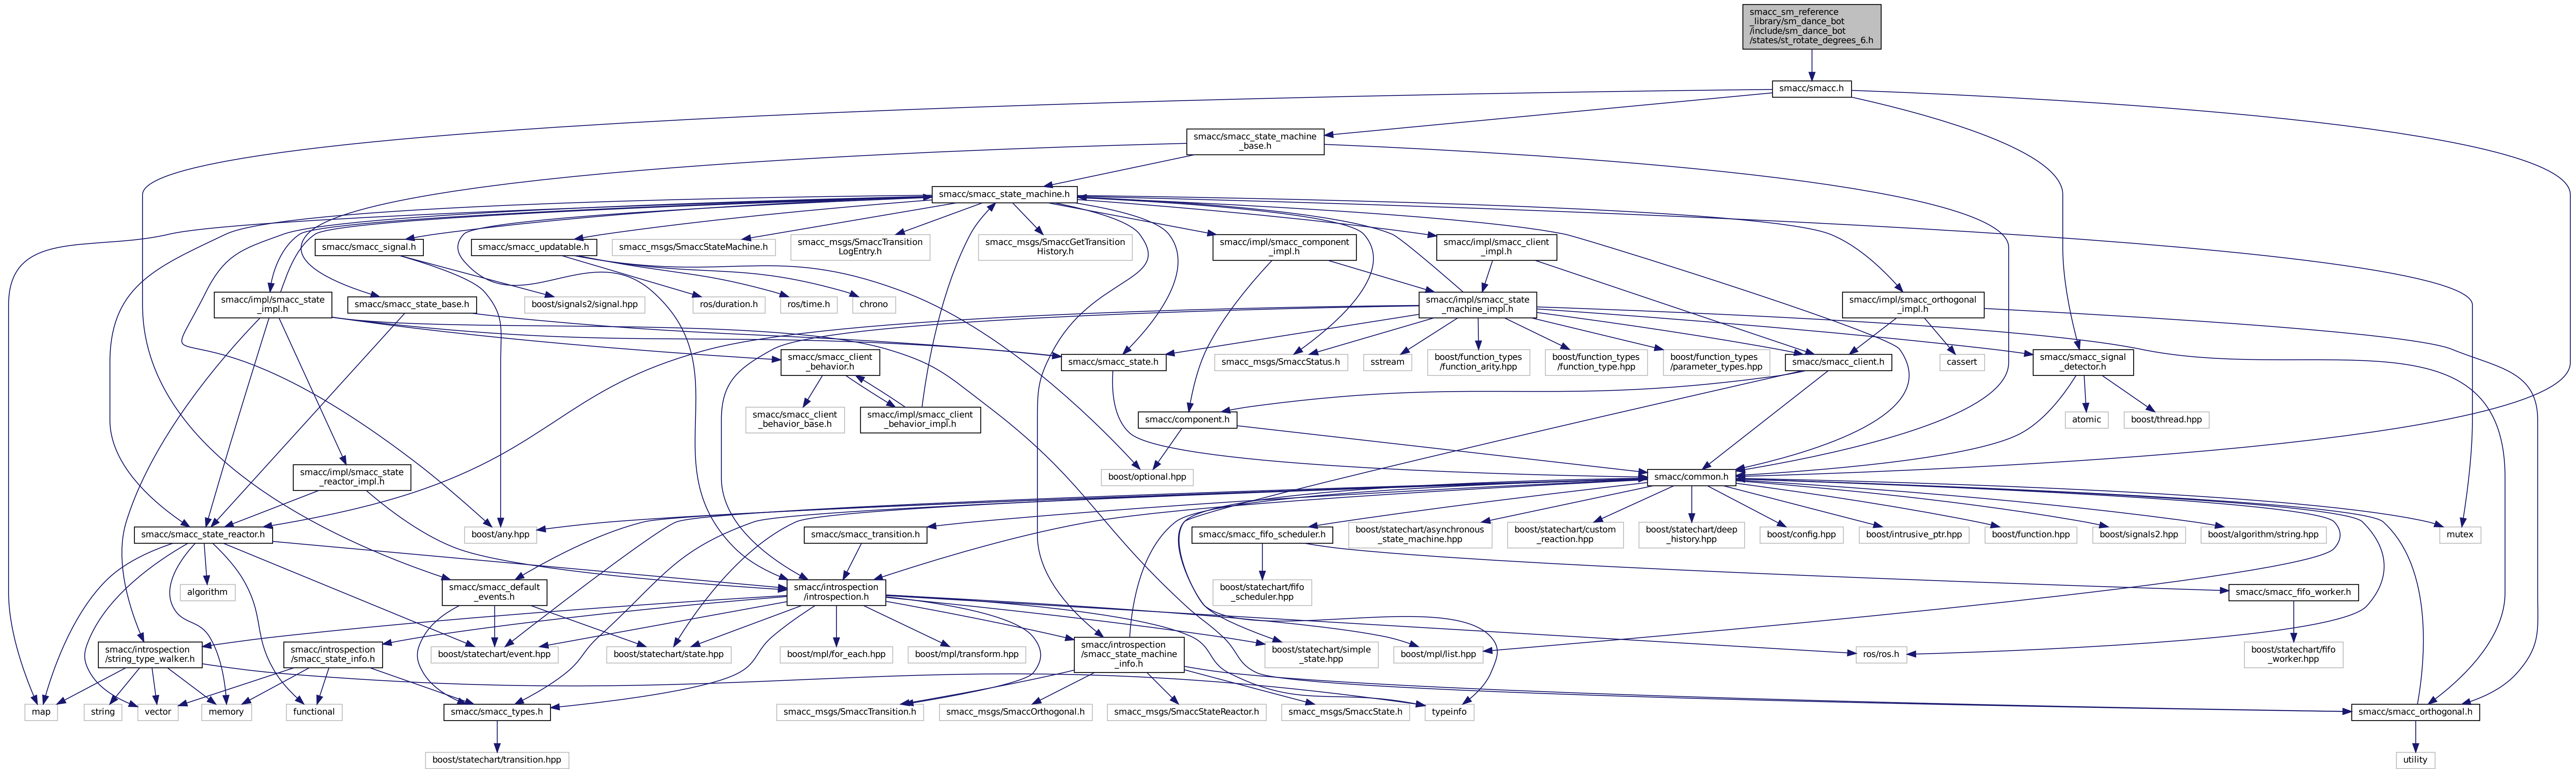 smacc_sm_reference
_library/sm_dance_bot
/include/sm_dance_bot
/states/st_rotate_degrees_6.h
smacc/smacc.h
smacc/smacc_state_machine
_base.h
smacc/smacc_state_machine.h
smacc/smacc_signal.h
smacc/smacc_updatable.h
smacc_msgs/SmaccStateMachine.h
smacc_msgs/SmaccTransition
LogEntry.h
smacc_msgs/SmaccGetTransition
History.h
smacc/impl/smacc_component
_impl.h
smacc/impl/smacc_client
_impl.h
smacc/impl/smacc_state
_impl.h
smacc/smacc_state_base.h
boost/signals2/signal.hpp
ros/duration.h
ros/time.h
chrono
smacc/impl/smacc_state
_machine_impl.h
smacc/impl/smacc_orthogonal
_impl.h
smacc/smacc_client
_behavior.h
smacc/smacc_state.h
smacc_msgs/SmaccStatus.h
sstream
boost/function_types
/function_arity.hpp
boost/function_types
/function_type.hpp
boost/function_types
/parameter_types.hpp
smacc/smacc_client.h
cassert
smacc/smacc_signal
_detector.h
smacc/smacc_client
_behavior_base.h
smacc/impl/smacc_client
_behavior_impl.h
smacc/component.h
atomic
boost/thread.hpp
smacc/impl/smacc_state
_reactor_impl.h
boost/optional.hpp
smacc/common.h
smacc/smacc_state_reactor.h
boost/any.hpp
smacc/smacc_transition.h
smacc/smacc_fifo_scheduler.h
boost/statechart/asynchronous
_state_machine.hpp
boost/statechart/custom
_reaction.hpp
boost/statechart/deep
_history.hpp
boost/config.hpp
boost/intrusive_ptr.hpp
boost/function.hpp
boost/signals2.hpp
boost/algorithm/string.hpp
mutex
algorithm
smacc/smacc_default
_events.h
smacc/introspection
/introspection.h
boost/statechart/fifo
_scheduler.hpp
smacc/smacc_fifo_worker.h
smacc/introspection
/string_type_walker.h
smacc/introspection
/smacc_state_info.h
boost/statechart/event.hpp
boost/statechart/state.hpp
boost/mpl/for_each.hpp
boost/mpl/transform.hpp
smacc/introspection
/smacc_state_machine
_info.h
boost/statechart/simple
_state.hpp
boost/mpl/list.hpp
ros/ros.h
boost/statechart/fifo
_worker.hpp
map
string
vector
memory
functional
smacc/smacc_types.h
smacc_msgs/SmaccTransition.h
smacc_msgs/SmaccOrthogonal.h
smacc_msgs/SmaccStateReactor.h
smacc_msgs/SmaccState.h
typeinfo
smacc/smacc_orthogonal.h
boost/statechart/transition.hpp
utility